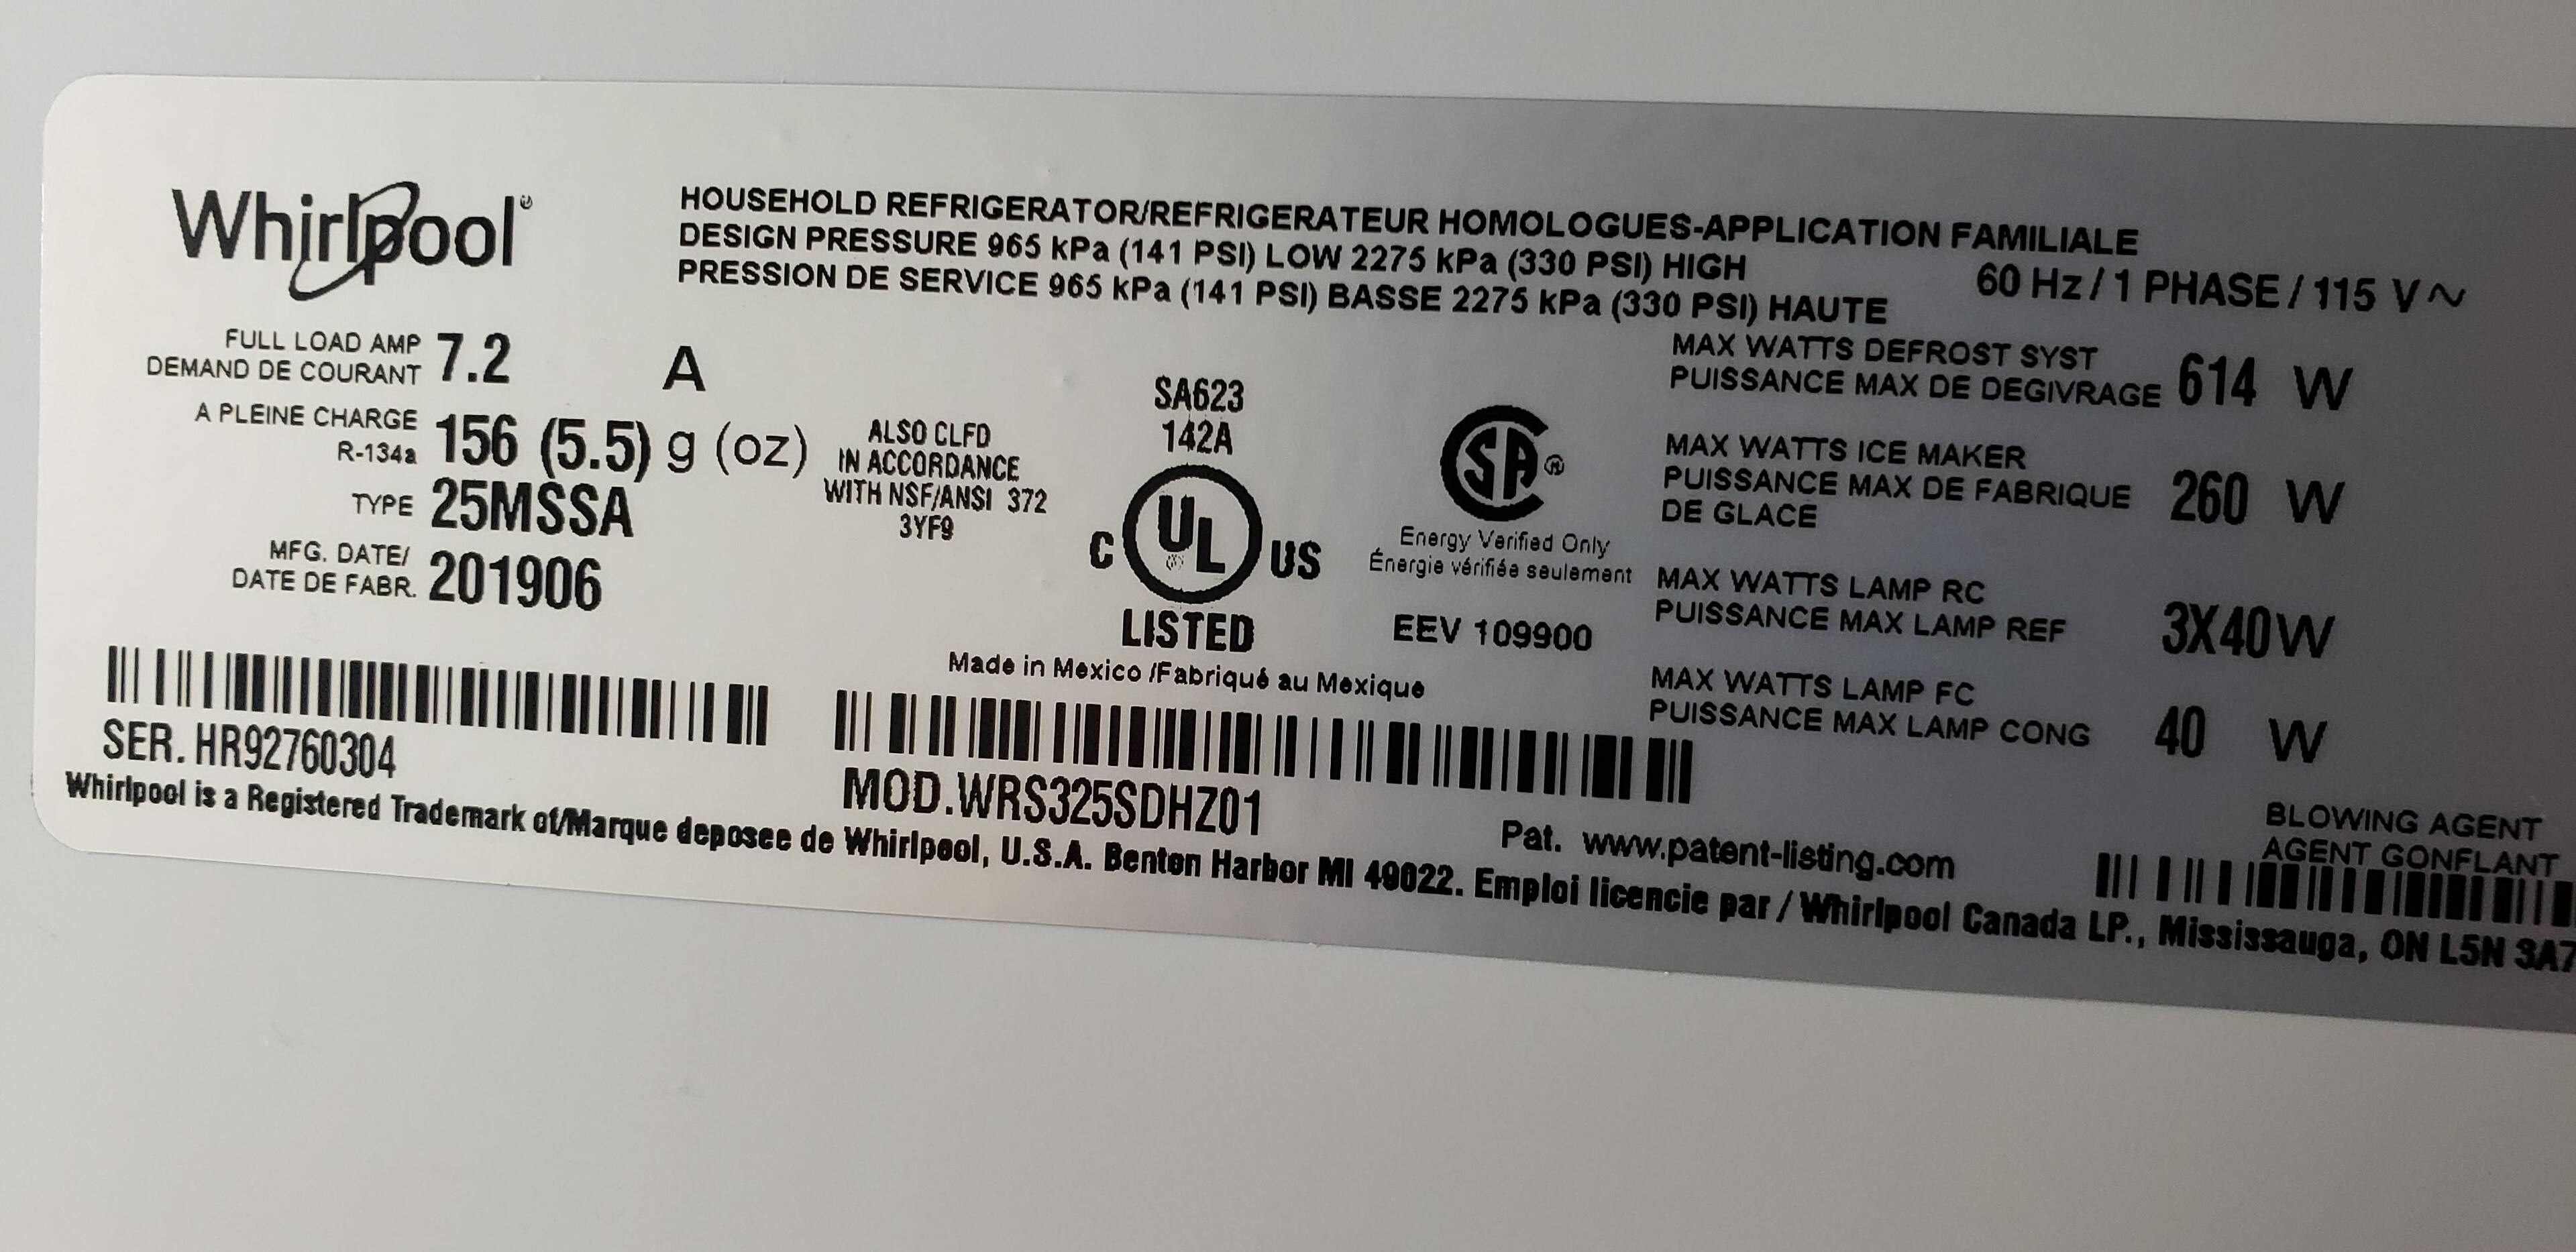 Whirlpool®
HOUSEHOLD REFRIGERATOR/REFRIGERATEUR HOMOLOGUES-APPLICATION FAMILIALE
DESIGN PRESSURE 965 kPa (141 PSI) LOW 2275 kPa (330 PSI) HIGH
PRESSION DE SERVICE 965 kPa (141 PSI) BASSE 2275 kPa (330 PSI) HAUTE
60 Hz / 1 PHASE / 115 V ~
FULL LOAD AMP 7.2 A
DEMAND DE COURANT
A PLEINE CHARGE
R-134a 156 (5.5) g (oz)
TYPE 25MSSA
MFG. DATE/
DATE DE FABR. 201906
ALSO CLFD
IN ACCORDANCE
WITH NSF/ANSI 372
3YF9
SA623
142A
C UL US
LISTED
SA®
Energy Verified Only
Énergie vérifiée seulement
EEV 109900
Made in Mexico /Fabriqué au Mexique
MAX WATTS DEFROST SYST
PUISSANCE MAX DE DEGIVRAGE 614 W
MAX WATTS ICE MAKER
PUISSANCE MAX DE FABRIQUE 260 W
DE GLACE
MAX WATTS LAMP RC
PUISSANCE MAX LAMP REF 3X40W
MAX WATTS LAMP FC
PUISSANCE MAX LAMP CONG 40 W
SER. HR92760304
MOD.WRS325SDHZ01
Pat. www.patent-listing.com
BLOWING AGENT
AGENT GONFLANT
Whirlpool is a Registered Trademark of/Marque deposee de Whirlpool, U.S.A. Benton Harbor MI 49022. Emploi licencie par / Whirlpool Canada LP., Mississauga, ON L5N 3A7